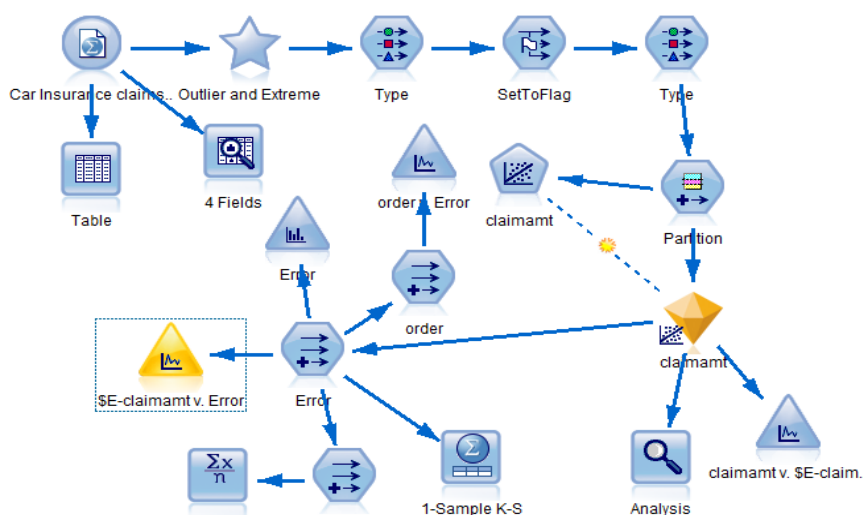 Car Insurance claims..
Outlier and Extreme
Type
SetToFlag
Type
Table
4 Fields
order v. Error
claimamt
Partition
Error
order
claimamt
$E-claimamt v. Error
Error
Σx
n
1-Sample K-S
Analysis
claimamt v. $E-claim.